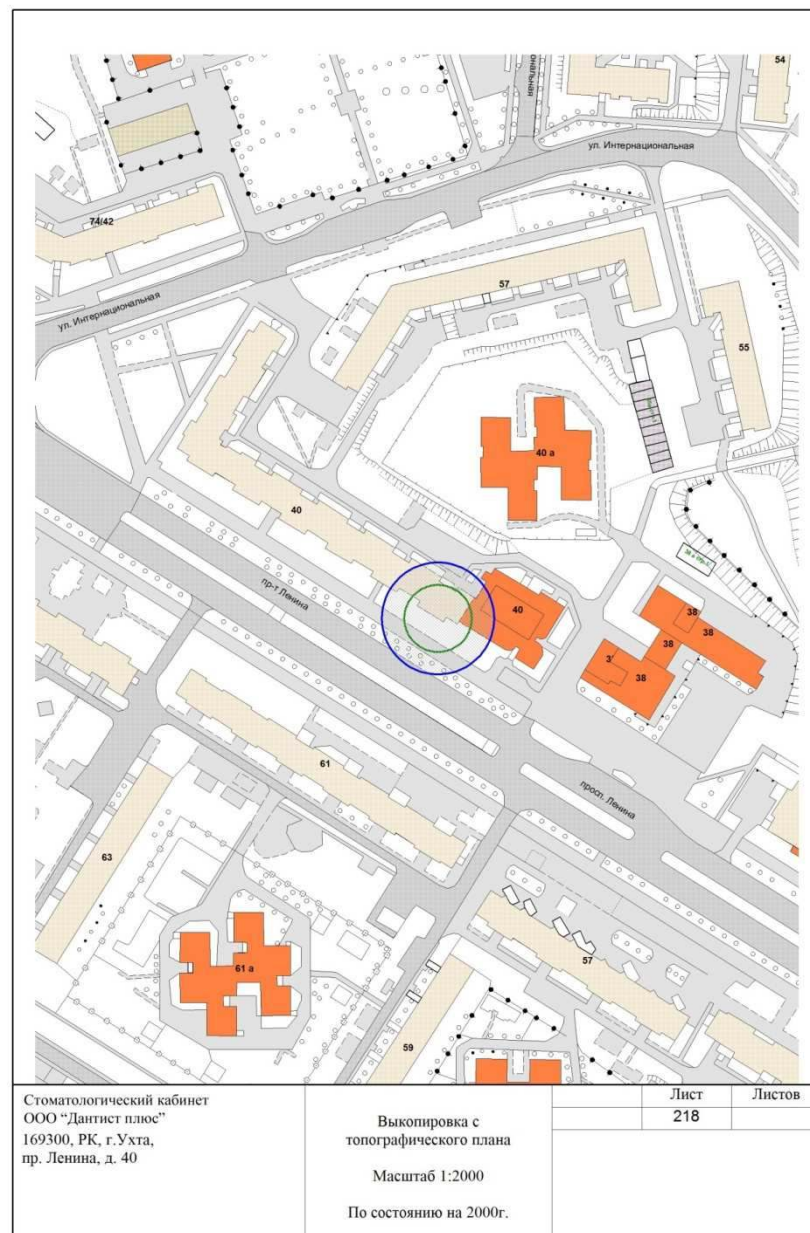 54
ональная
ул. Интернациональная
74/42
57
ул. Интернациональная
55
40 а
40
38 а
пр-т Ленина
40
38
38
38
3
38
61
просп. Ленина
63
57
61 а
59
Стоматологический кабинет
ООО “Дантист плюс”
169300, РК, г.Ухта,
пр. Ленина, д. 40
Выкопировка с
топографического плана
Масштаб 1:2000
По состоянию на 2000г.
Лист
Листов
218